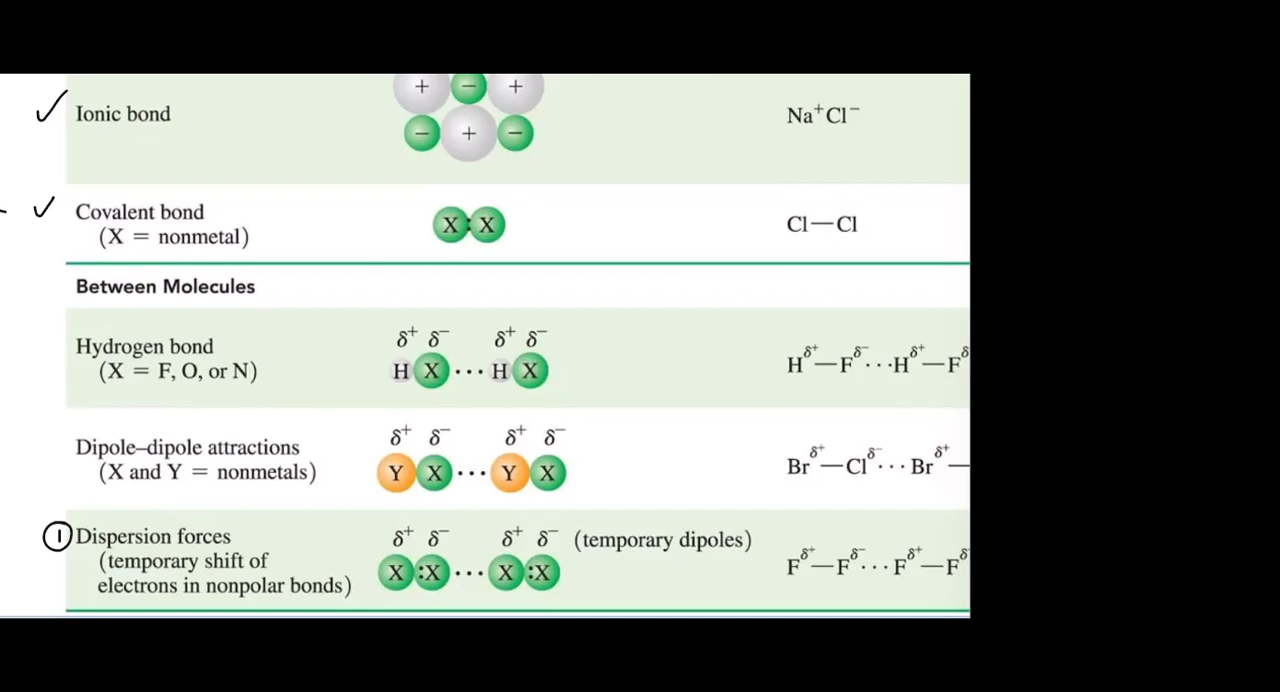 + − +
✓ Ionic bond Na⁺Cl⁻
− + −
✓ Covalent bond X:X Cl—Cl
(X = nonmetal)
Between Molecules
δ⁺ δ⁻ δ⁺ δ⁻
Hydrogen bond
(X = F, O, or N) H X ··· H X H^δ⁺—F^δ⁻···H^δ⁺—F^δ
δ⁺ δ⁻ δ⁺ δ⁻
Dipole–dipole attractions
(X and Y = nonmetals) Y X ··· Y X Br^δ⁺—Cl^δ⁻···Br^δ⁺—
① Dispersion forces δ⁺ δ⁻ δ⁺ δ⁻ (temporary dipoles)
(temporary shift of
electrons in nonpolar bonds) X :X ··· X :X F^δ⁺—F^δ⁻···F^δ⁺—F^δ